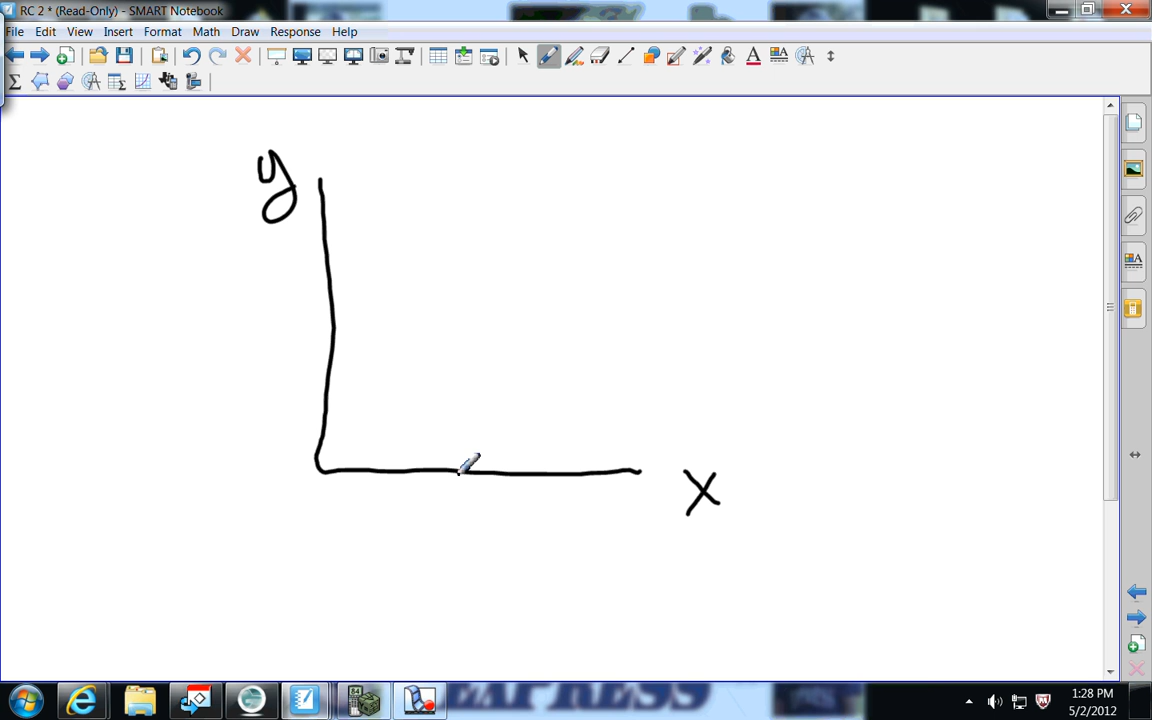 RC 2 * (Read-Only) - SMART Notebook
File Edit View Insert Format Math Draw Response Help
y
x
EXPRESS
1:28 PM
5/2/2012